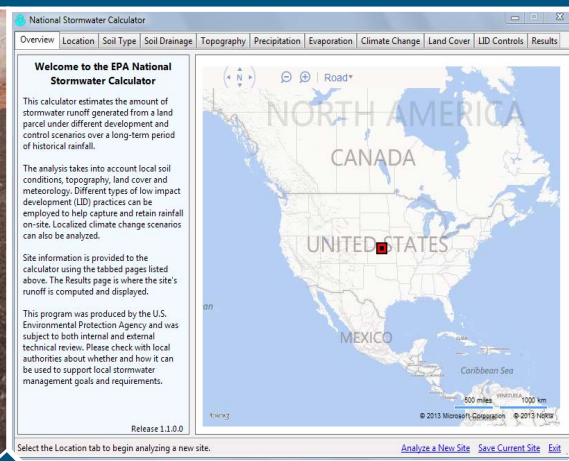 National Stormwater Calculator
Overview Location Soil Type Soil Drainage Topography Precipitation Evaporation Climate Change Land Cover LID Controls Results
Welcome to the EPA National
Stormwater Calculator
This calculator estimates the amount of
stormwater runoff generated from a land
parcel under different development and
control scenarios over a long-term period
of historical rainfall.
The analysis takes into account local soil
conditions, topography, land cover and
meteorology. Different types of low impact
development (LID) practices can be
employed to help capture and retain rainfall
on-site. Localized climate change scenarios
can also be analyzed.
Site information is provided to the
calculator using the tabbed pages listed
above. The Results page is where the site's
runoff is computed and displayed.
This program was produced by the U.S.
Environmental Protection Agency and was
subject to both internal and external
technical review. Please check with local
authorities about whether and how it can
be used to support local stormwater
management goals and requirements.
Release 1.1.0.0
N Road
NORTH AMERICA
CANADA
UNITED STATES
an
MEXICO
CUBA
Caribbean Sea
VENEZUELA
500 miles 1000 km
© 2013 Microsoft Corporation © 2013 Nokia
Select the Location tab to begin analyzing a new site.
Analyze a New Site Save Current Site Exit